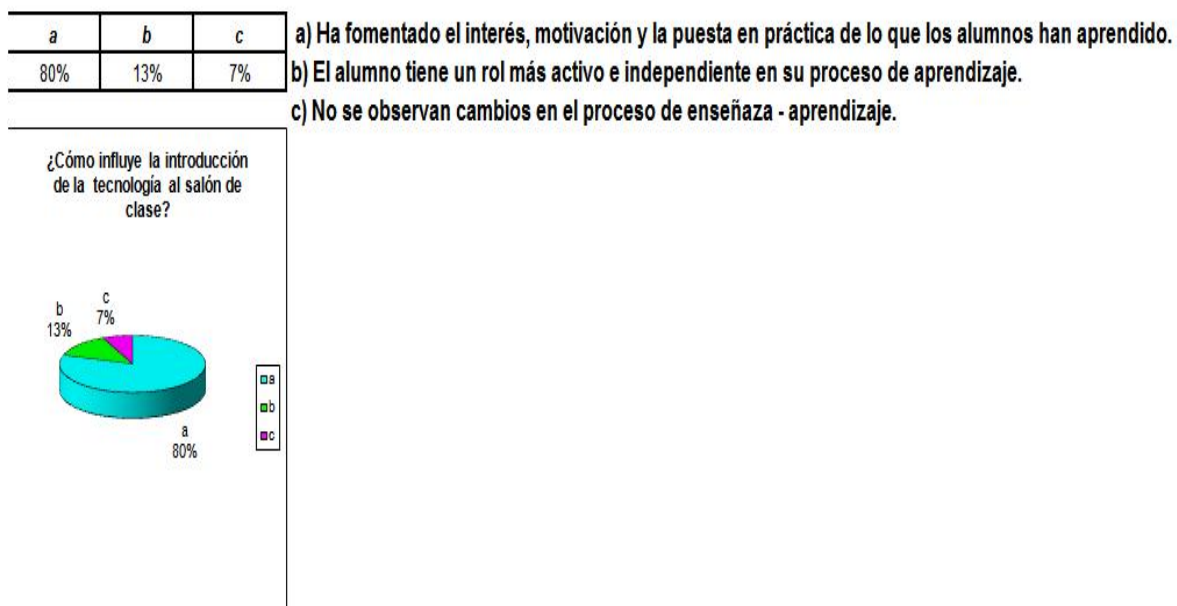 a b c
80% 13% 7%
a) Ha fomentado el interés, motivación y la puesta en práctica de lo que los alumnos han aprendido.
b) El alumno tiene un rol más activo e independiente en su proceso de aprendizaje.
c) No se observan cambios en el proceso de enseñaza - aprendizaje.
¿Cómo influye la introducción
de la tecnología al salón de
clase?
b
13%
c
7%
a
80%
a
b
c